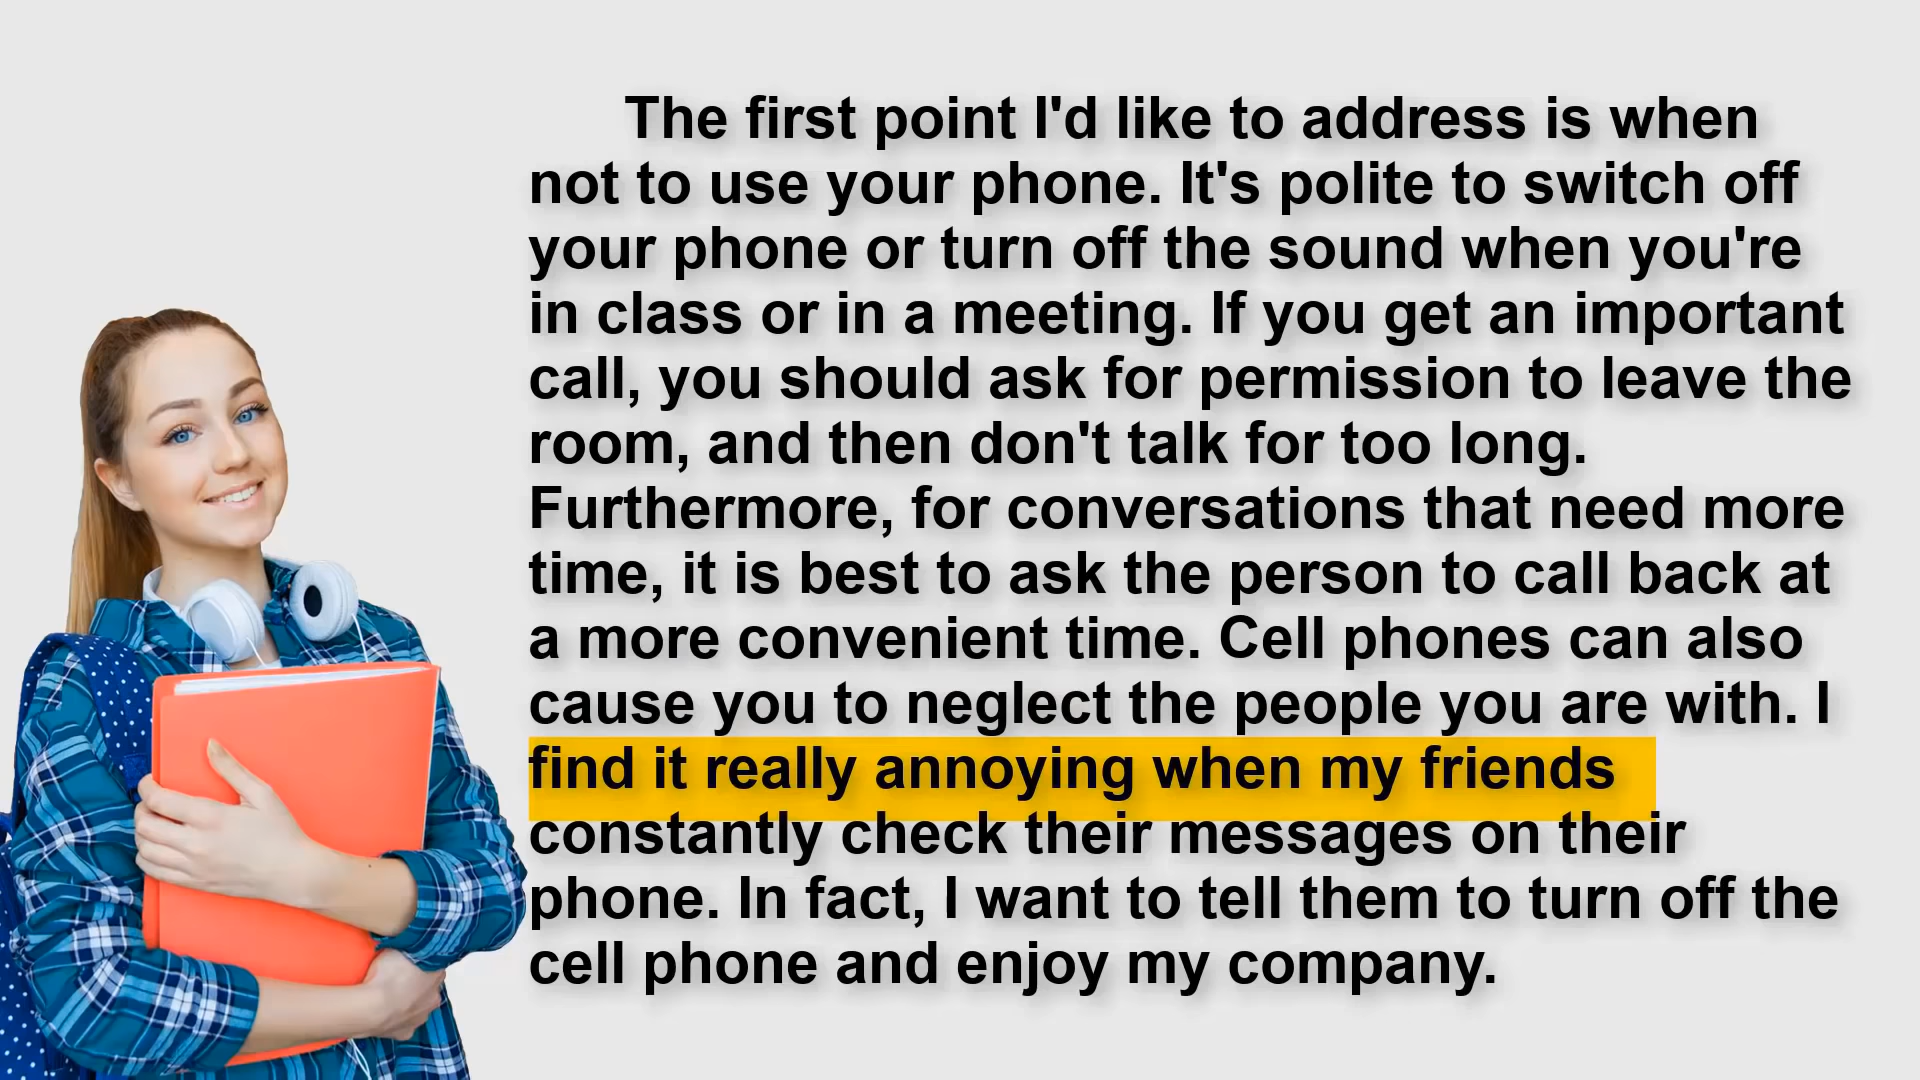 The first point I'd like to address is when
not to use your phone. It's polite to switch off
your phone or turn off the sound when you're
in class or in a meeting. If you get an important
call, you should ask for permission to leave the
room, and then don't talk for too long.
Furthermore, for conversations that need more
time, it is best to ask the person to call back at
a more convenient time. Cell phones can also
cause you to neglect the people you are with. I
find it really annoying when my friends
constantly check their messages on their
phone. In fact, I want to tell them to turn off the
cell phone and enjoy my company.